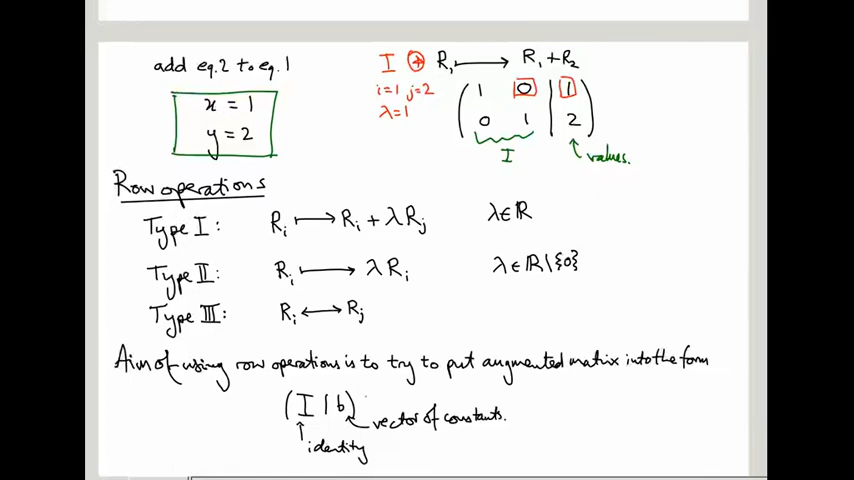 add eq.2 to eq.1
I ⊕ R₁ ⟼ R₁ + R₂
i=1 j=2
λ=1
x = 1
y = 2
( 1 0 | 1 )
( 0 1 | 2 )
I
values.
Row operations
Type I: Rᵢ ⟼ Rᵢ + λRⱼ λ∈ℝ
Type II: Rᵢ ⟼ λRᵢ λ∈ℝ\{0}
Type III: Rᵢ ⟷ Rⱼ
Aim of using row operations is to try to put augmented matrix into the form
( I | b )
vector of constants.
identity